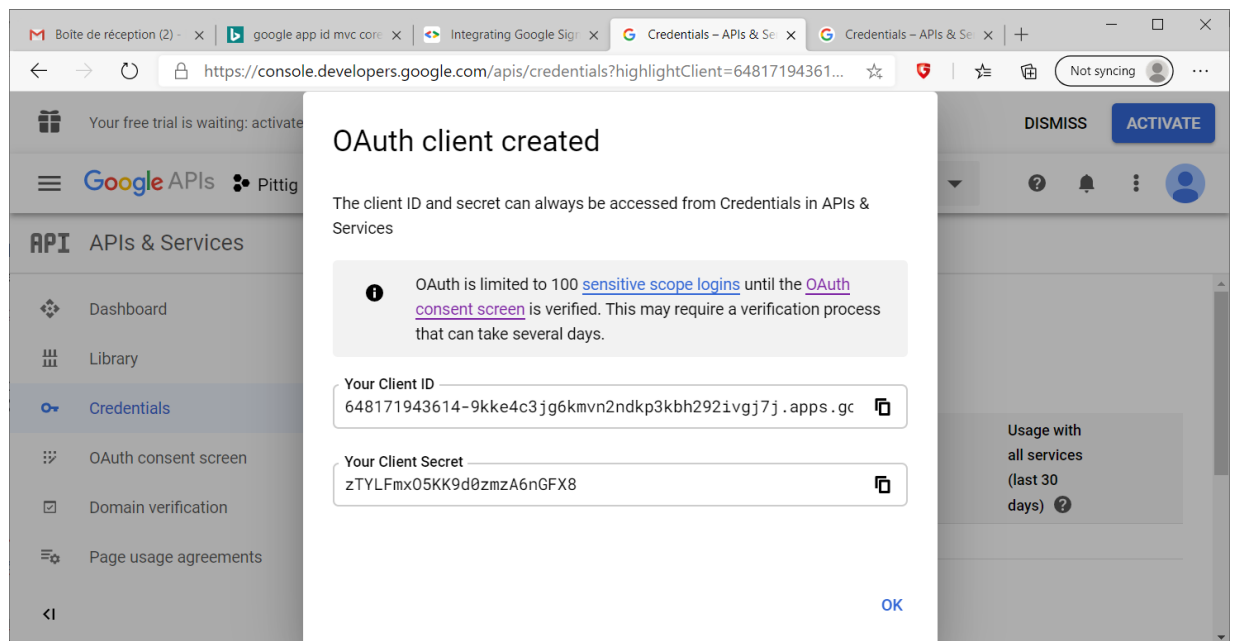 Boîte de réception (2) -
google app id mvc core
Integrating Google Sign
Credentials – APIs & Se
Credentials – APIs & Se
https://console.developers.google.com/apis/credentials?highlightClient=64817194361...
Not syncing
Your free trial is waiting: activate
DISMISS
ACTIVATE
Google APIs
Pittig
API APIs & Services
Dashboard
Library
Credentials
OAuth consent screen
Domain verification
Page usage agreements
OAuth client created
The client ID and secret can always be accessed from Credentials in APIs &
Services
OAuth is limited to 100 sensitive scope logins until the OAuth
consent screen is verified. This may require a verification process
that can take several days.
Your Client ID
648171943614-9kke4c3jg6kmvn2ndkp3kbh292ivgj7j.apps.gc
Your Client Secret
zTYLFmxO5KK9d0zmzA6nGFX8
OK
Usage with
all services
(last 30
days)